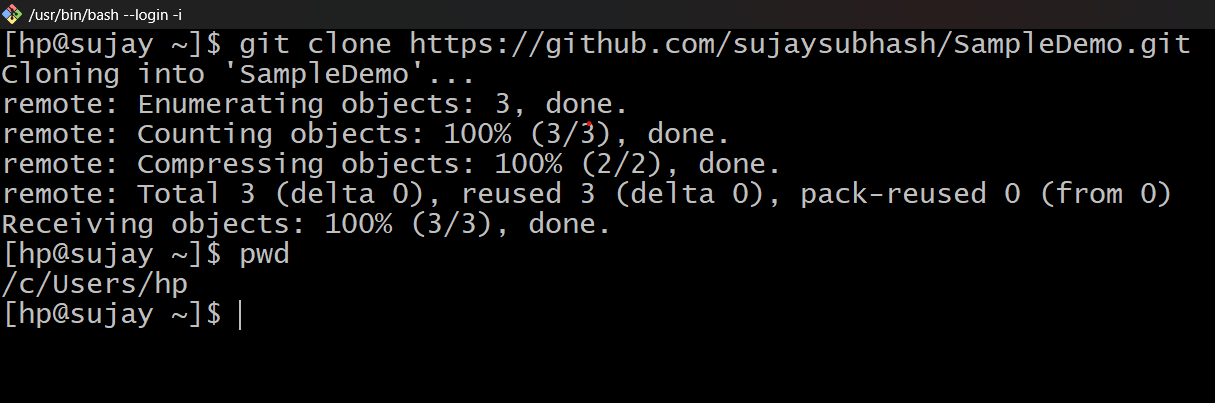 /usr/bin/bash --login -i
[hp@sujay ~]$ git clone https://github.com/sujaysubhash/SampleDemo.git
Cloning into 'SampleDemo'...
remote: Enumerating objects: 3, done.
remote: Counting objects: 100% (3/3), done.
remote: Compressing objects: 100% (2/2), done.
remote: Total 3 (delta 0), reused 3 (delta 0), pack-reused 0 (from 0)
Receiving objects: 100% (3/3), done.
[hp@sujay ~]$ pwd
/c/Users/hp
[hp@sujay ~]$